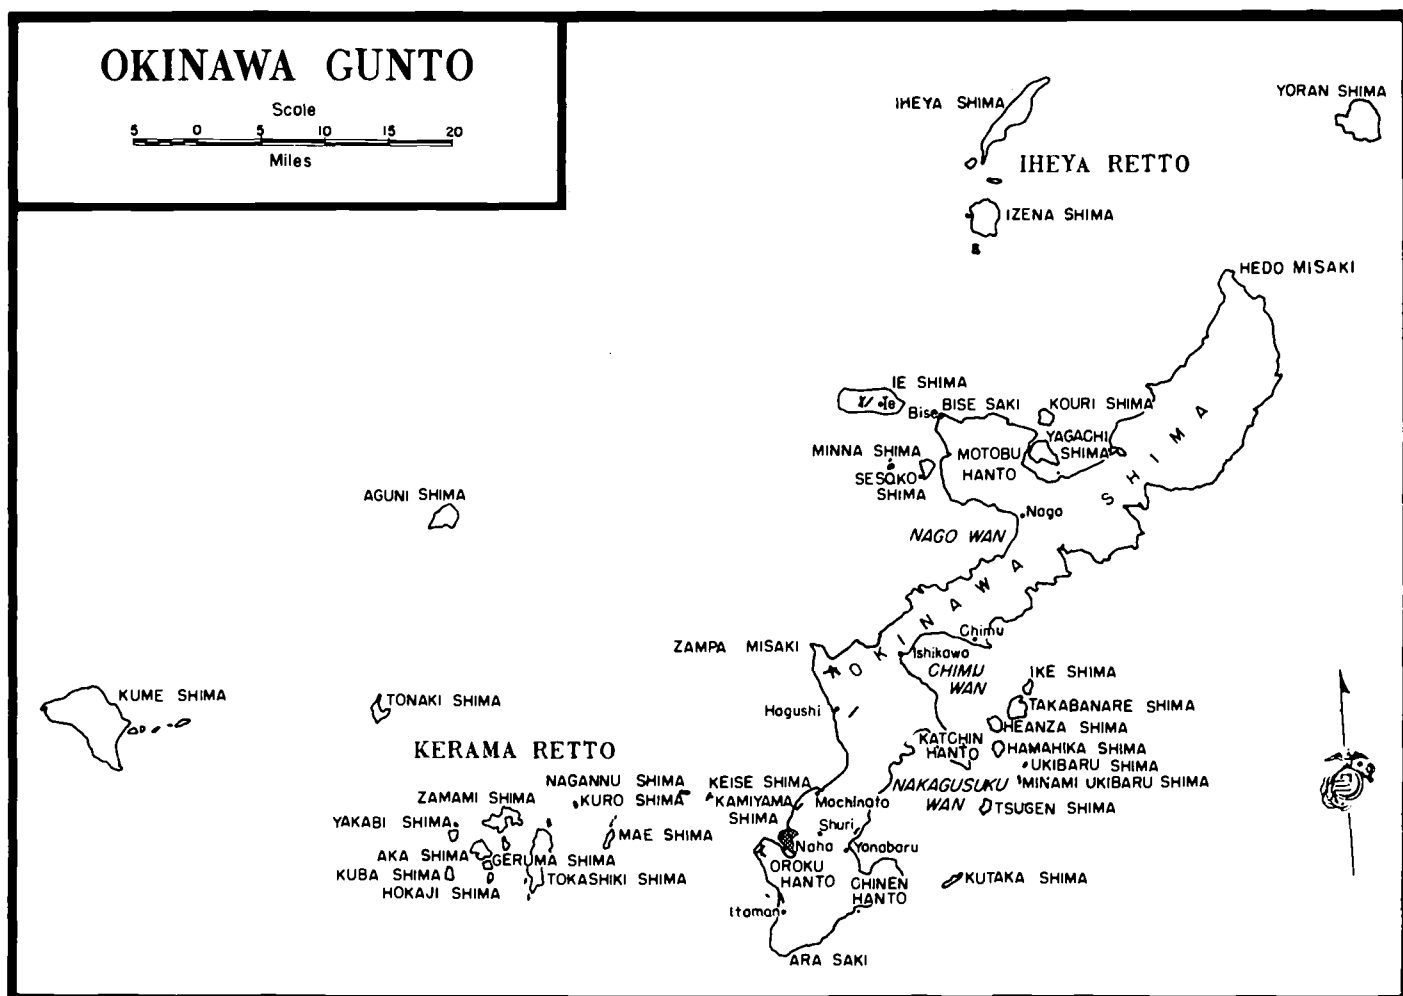 OKINAWA GUNTO
Scale
5 0 5 10 15 20
Miles
IHEYA SHIMA
YORAN SHIMA
IHEYA RETTO
IZENA SHIMA
HEDO MISAKI
IE SHIMA
Ie
Bise
BISE SAKI
KOURI SHIMA
YAGACHI
SHIMA
MINNA SHIMA
MOTOBU
HANTO
SESOKO
SHIMA
AGUNI SHIMA
Nago
NAGO WAN
OKINAWA SHIMA
Chimu
ZAMPA MISAKI
Ishikawa
CHIMU
WAN
IKE SHIMA
KUME SHIMA
TONAKI SHIMA
Hagushi
TAKABANARE SHIMA
HEANZA SHIMA
KERAMA RETTO
KATCHIN
HANTO
HAMAHIKA SHIMA
UKIBARU SHIMA
NAGANNU SHIMA
KEISE SHIMA
NAKAGUSUKU
WAN
MINAMI UKIBARU SHIMA
ZAMAMI SHIMA
KURO SHIMA
KAMIYAMA
SHIMA
Machinato
TSUGEN SHIMA
YAKABI SHIMA
MAE SHIMA
Shuri
AKA SHIMA
GERUMA SHIMA
Naha
Yonabaru
KUBA SHIMA
TOKASHIKI SHIMA
OROKU
HANTO
CHINEN
HANTO
KUTAKA SHIMA
HOKAJI SHIMA
Itoman
ARA SAKI